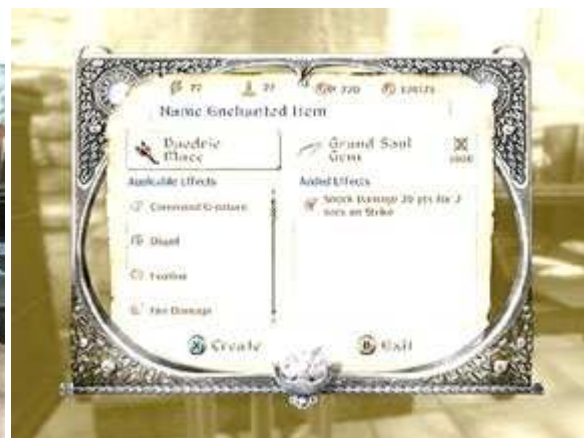 Name Enchanted Item
Daedric
Mace
Grand Soul
Gem
Applicable Effects
Added Effects
Command Creature
Shock Damage 20 pts for 2
secs on Strike
Dispel
Feather
Fire Damage
X Create
B Exit